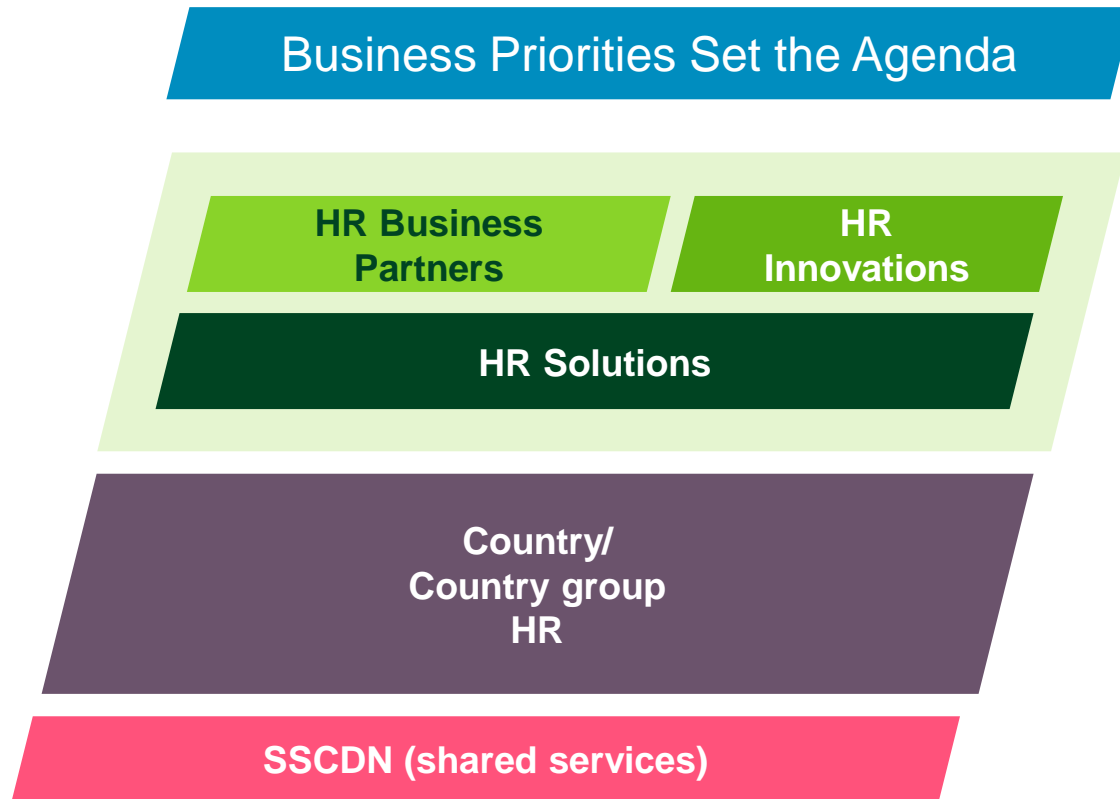 Business Priorities Set the Agenda
HR Business
Partners
HR
Innovations
HR Solutions
Country/
Country group
HR
SSCDN (shared services)